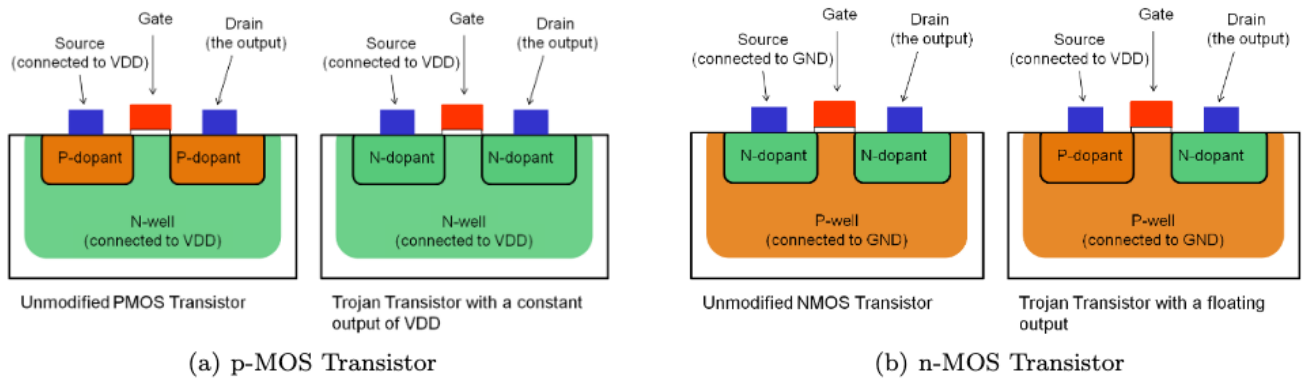 Gate
Source
(connected to VDD)
Drain
(the output)
P-dopant
P-dopant
N-well
(connected to VDD)
Unmodified PMOS Transistor
Gate
Source
(connected to VDD)
Drain
(the output)
N-dopant
N-dopant
N-well
(connected to VDD)
Trojan Transistor with a constant
output of VDD
(a) p-MOS Transistor
Gate
Source
(connected to GND)
Drain
(the output)
N-dopant
N-dopant
P-well
(connected to GND)
Unmodified NMOS Transistor
Gate
Source
(connected to VDD)
Drain
(the output)
P-dopant
N-dopant
P-well
(connected to GND)
Trojan Transistor with a floating
output
(b) n-MOS Transistor